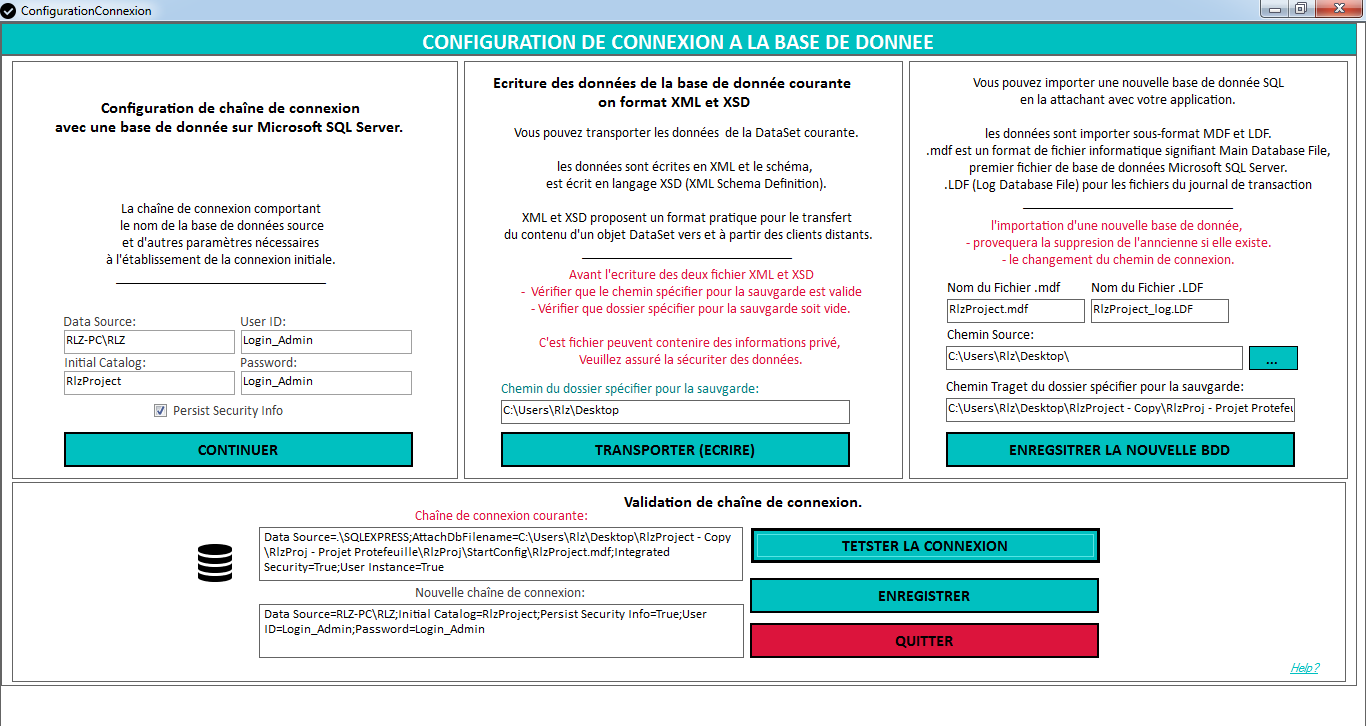 ConfigurationConnexion
CONFIGURATION DE CONNEXION A LA BASE DE DONNEE
Configuration de chaîne de connexion
avec une base de donnée sur Microsoft SQL Server.
La chaîne de connexion comportant
le nom de la base de données source
et d'autres paramètres nécessaires
à l'établissement de la connexion initiale.
Data Source:
User ID:
RLZ-PC\RLZ
Login_Admin
Initial Catalog:
Password:
RlzProject
Login_Admin
Persist Security Info
CONTINUER
Ecriture des données de la base de donnée courante
on format XML et XSD
Vous pouvez transporter les données de la DataSet courante.
les données sont écrites en XML et le schéma,
est écrit en langage XSD (XML Schema Definition).
XML et XSD proposent un format pratique pour le transfert
du contenu d'un objet DataSet vers et à partir des clients distants.
Avant l'ecriture des deux fichier XML et XSD
- Vérifier que le chemin spécifier pour la sauvgarde est valide
- Vérifier que dossier spécifier pour la sauvgarde soit vide.
C'est fichier peuvent contenire des informations privé,
Veuillez assuré la sécuriter des données.
Chemin du dossier spécifier pour la sauvgarde:
C:\Users\Rlz\Desktop
TRANSPORTER (ECRIRE)
Vous pouvez importer une nouvelle base de donnée SQL
en la attachant avec votre application.
les données sont importer sous-format MDF et LDF.
.mdf est un format de fichier informatique signifiant Main Database File,
premier fichier de base de données Microsoft SQL Server.
.LDF (Log Database File) pour les fichiers du journal de transaction
l'importation d'une nouvelle base de donnée,
- provequera la suppresion de l'annciene si elle existe.
- le changement du chemin de connexion.
Nom du Fichier .mdf
Nom du Fichier .LDF
RlzProject.mdf
RlzProject_log.LDF
Chemin Source:
C:\Users\Rlz\Desktop\
...
Chemin Traget du dossier spécifier pour la sauvgarde:
C:\Users\Rlz\Desktop\RlzProject - Copy\RlzProj - Projet Protefeu
ENREGSITRER LA NOUVELLE BDD
Validation de chaîne de connexion.
Chaîne de connexion courante:
Data Source=.\SQLEXPRESS;AttachDbFilename=C:\Users\Rlz\Desktop\RlzProject - Copy
\RlzProj - Projet Protefeuille\RlzProj\StartConfig\RlzProject.mdf;Integrated
Security=True;User Instance=True
TETSTER LA CONNEXION
Nouvelle chaîne de connexion:
ENREGISTRER
Data Source=RLZ-PC\RLZ;Initial Catalog=RlzProject;Persist Security Info=True;User
ID=Login_Admin;Password=Login_Admin
QUITTER
Help?